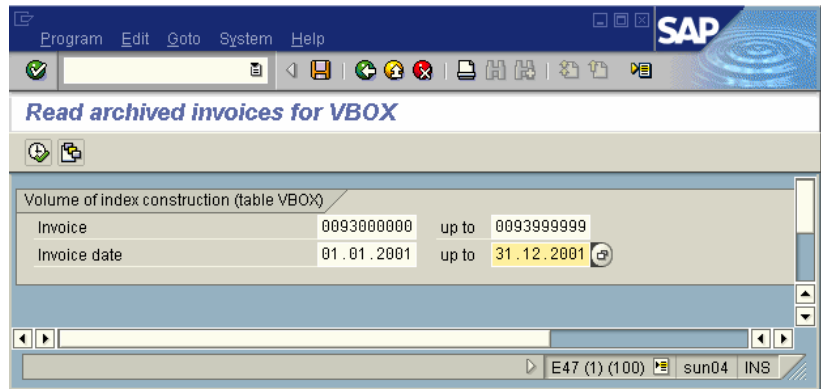 Program Edit Goto System Help
SAP
Read archived invoices for VBOX
Volume of index construction (table VBOX)
Invoice 0093000000 up to 0093999999
Invoice date 01.01.2001 up to 31.12.2001
E47 (1) (100) sun04 INS